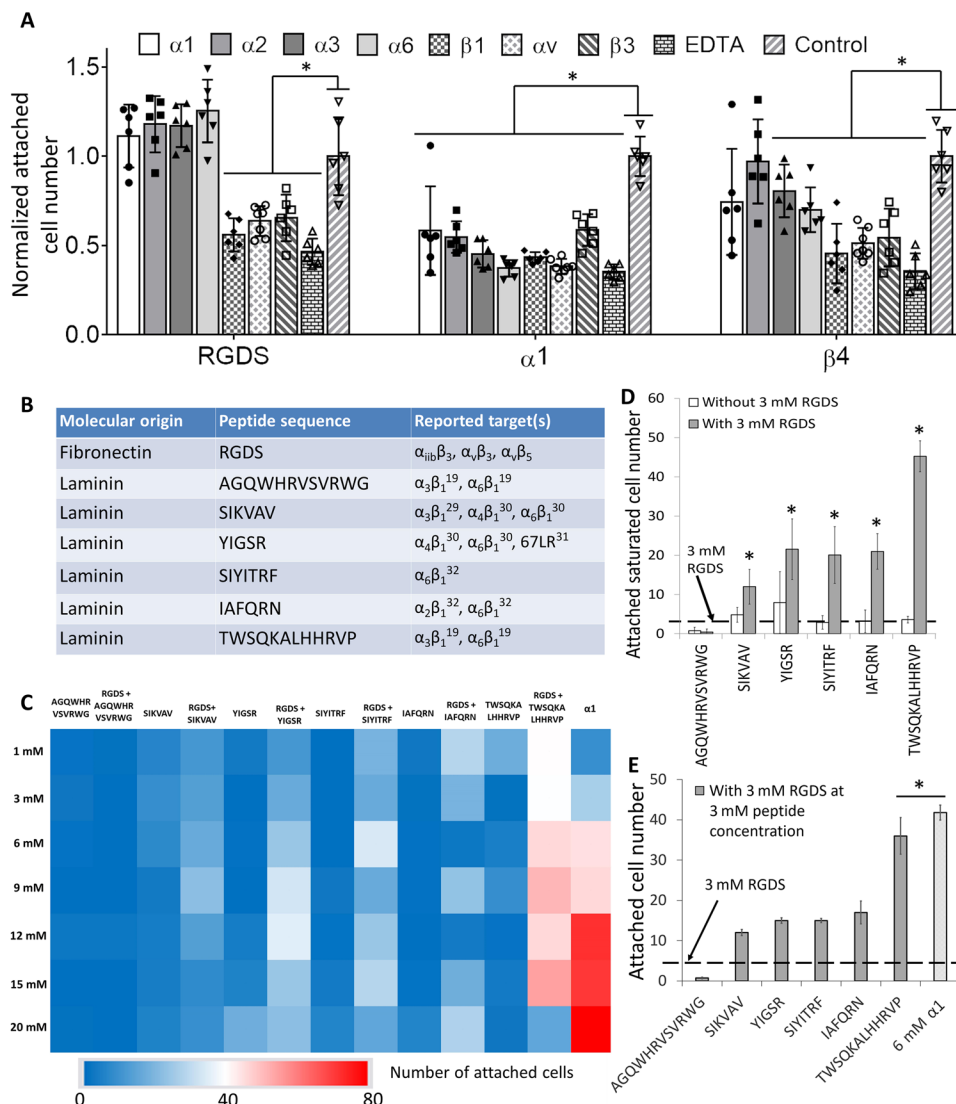 A
α1 α2 α3 α6 β1 αv β3 EDTA Control
Normalized attached
cell number
1.5
1.0
0.5
0.0
*
*
*
RGDS α1 β4
B
Molecular origin Peptide sequence Reported target(s)
Fibronectin RGDS αiibβ3, αvβ3, αvβ5
Laminin AGQWHRVSVRWG α3β1¹⁹, α6β1¹⁹
Laminin SIKVAV α3β1²⁹, α4β1³⁰, α6β1³⁰
Laminin YIGSR α4β1³⁰, α6β1³⁰, 67LR³¹
Laminin SIYITRF α6β1³²
Laminin IAFQRN α2β1³², α6β1³²
Laminin TWSQKALHHRVP α3β1¹⁹, α6β1¹⁹
C
AGQWHR
VSVRWG
RGDS +
AGQWHR
VSVRWG
SIKVAV
RGDS+
SIKVAV
YIGSR
RGDS +
YIGSR
SIYITRF
RGDS +
SIYITRF
IAFQRN
RGDS +
IAFQRN
TWSQKA
LHHRVP
RGDS +
TWSQKA
LHHRVP
α1
1 mM
3 mM
6 mM
9 mM
12 mM
15 mM
20 mM
0 40 80
Number of attached cells
D
Attached saturated cell number
60
50
40
30
20
10
0
Without 3 mM RGDS
With 3 mM RGDS
3 mM
RGDS
*
*
*
*
*
AGQWHRVSVRWG
SIKVAV
YIGSR
SIYITRF
IAFQRN
TWSQKALHHRVP
E
Attached cell number
50
40
30
20
10
0
With 3 mM RGDS at
3 mM peptide
concentration
*
3 mM RGDS
AGQWHRVSVRWG
SIKVAV
YIGSR
SIYITRF
IAFQRN
TWSQKALHHRVP
6 mM α1